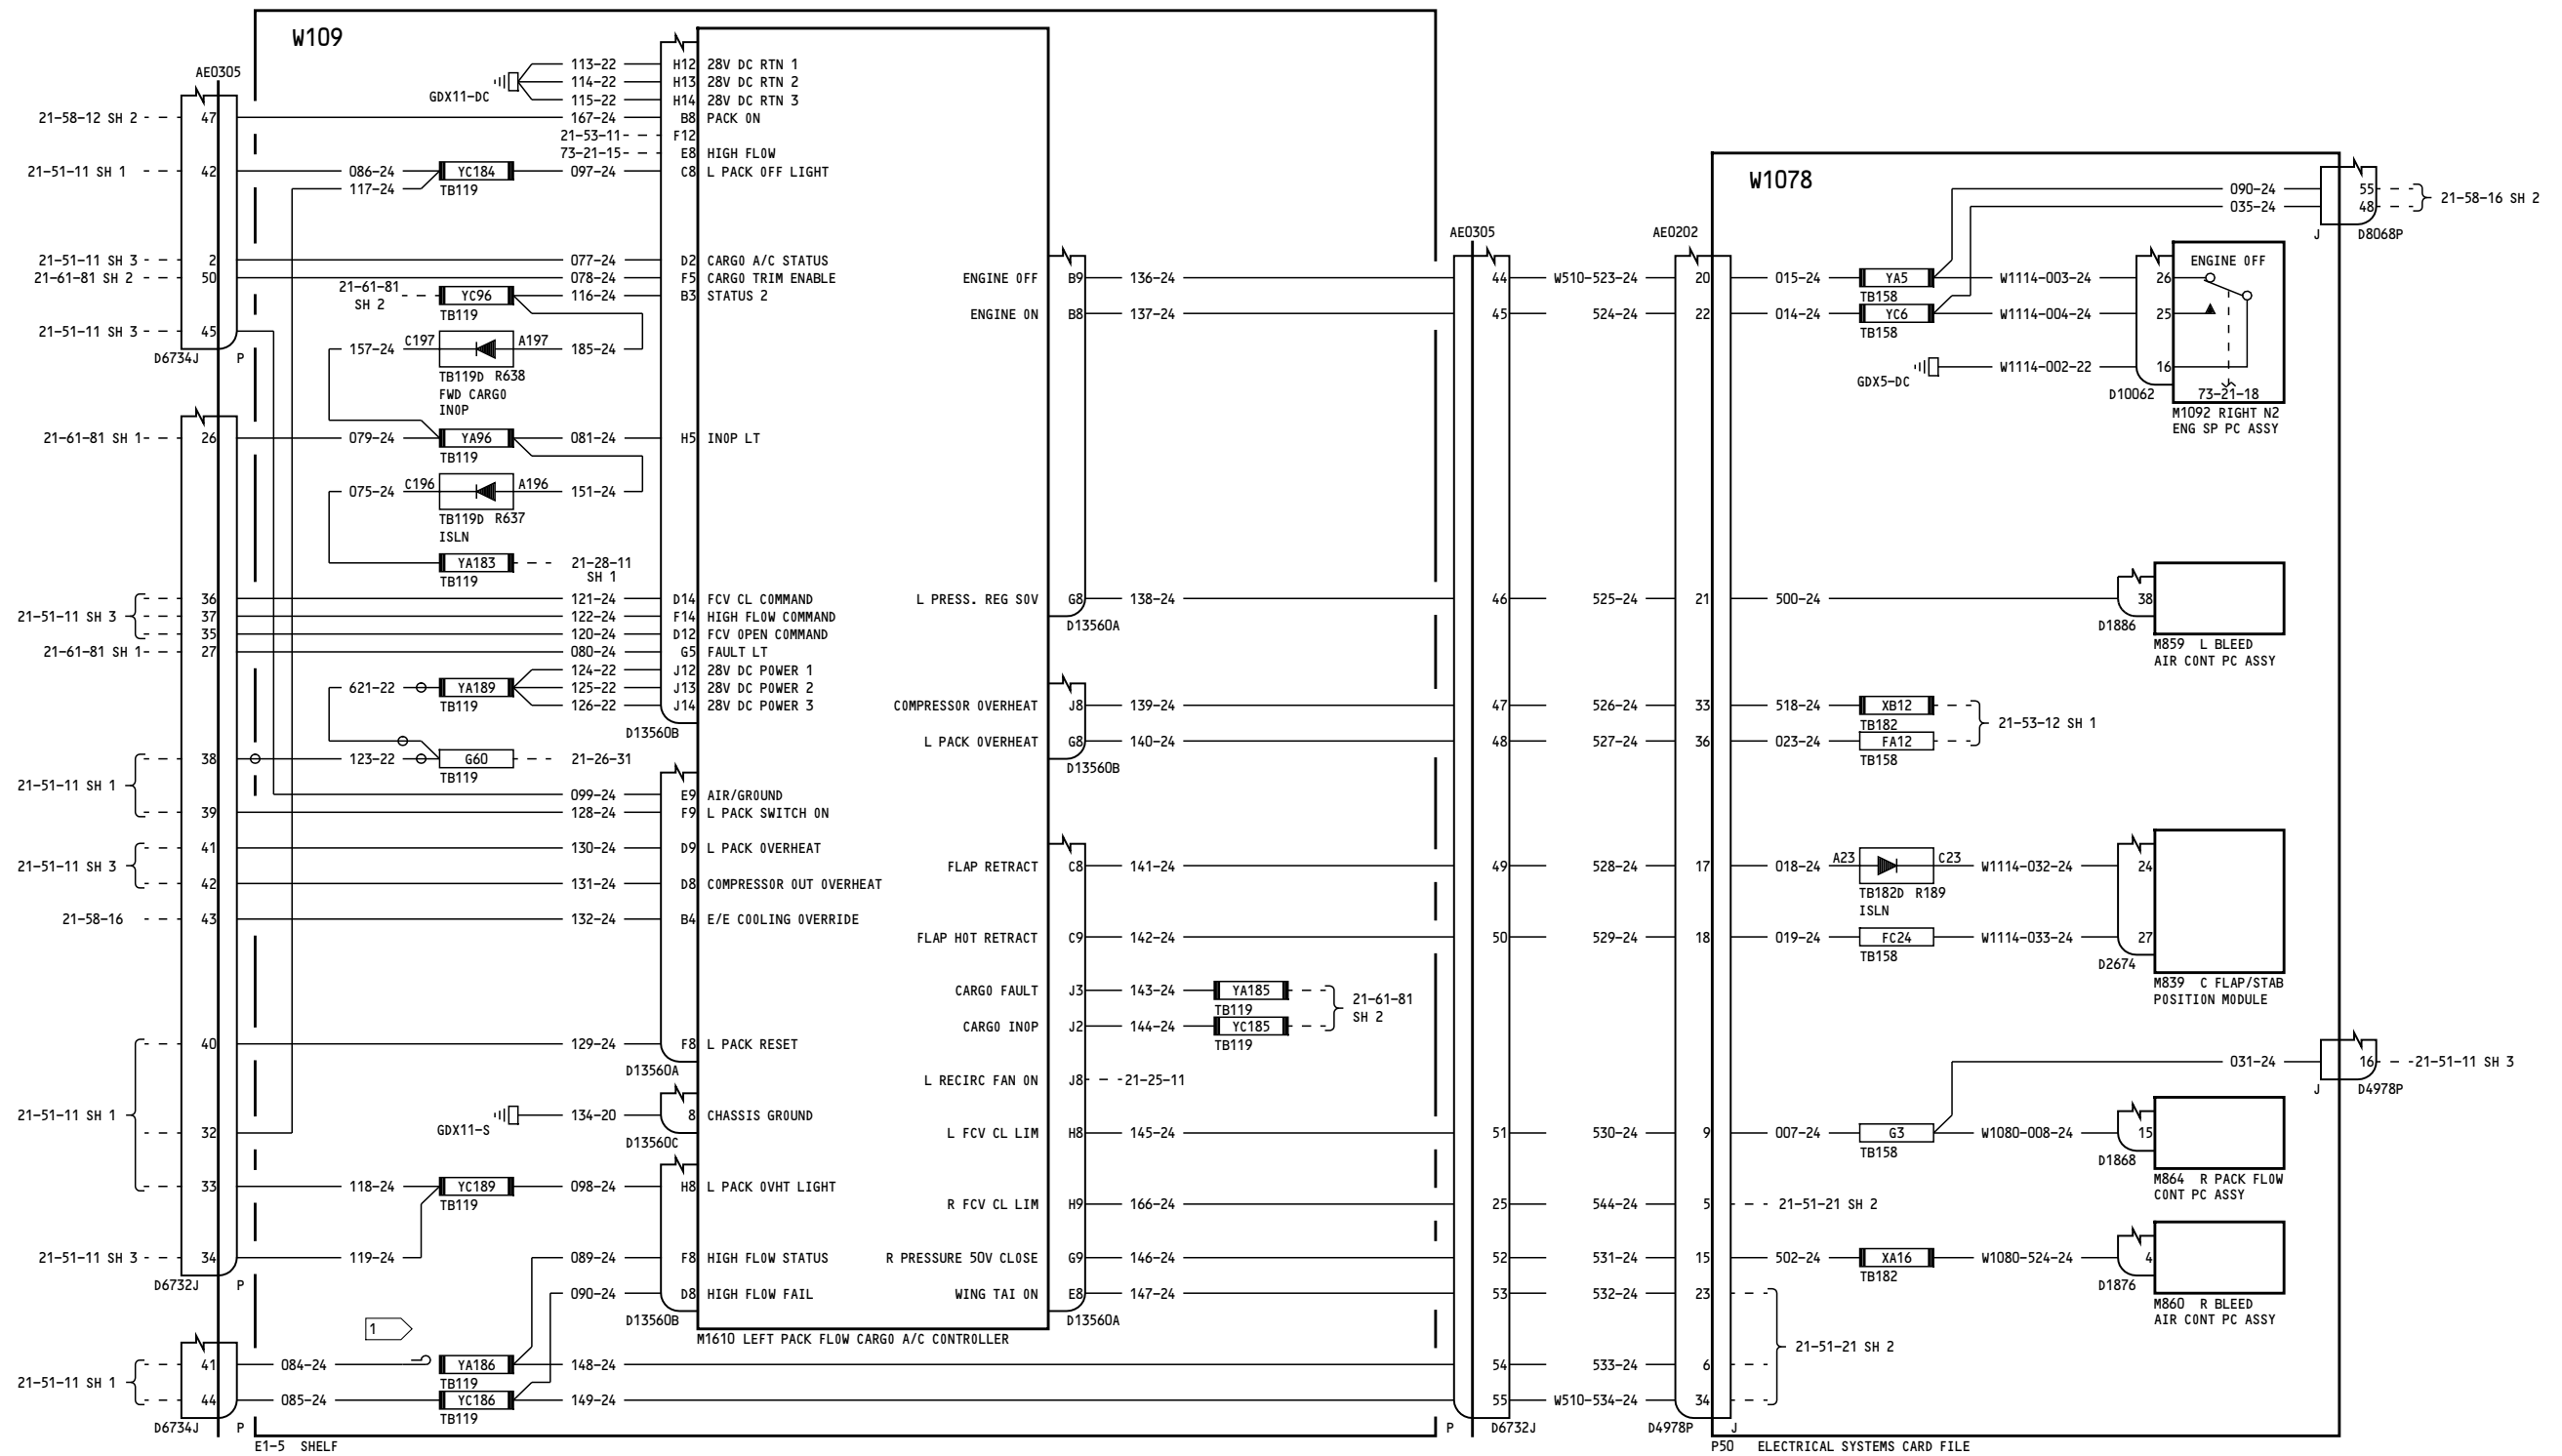 W109
AE0305
21-58-12 SH 2
47
21-51-11 SH 1
42
21-51-11 SH 3
2
21-61-81 SH 2
50
21-51-11 SH 3
45
D6734J
P
GDX11-DC
113-22
H12
28V DC RTN 1
114-22
H13
28V DC RTN 2
115-22
H14
28V DC RTN 3
167-24
B8
PACK ON
21-53-11
F12
73-21-15
E8
HIGH FLOW
086-24
YC184
097-24
C8
L PACK OFF LIGHT
117-24
TB119
077-24
D2
CARGO A/C STATUS
078-24
F5
CARGO TRIM ENABLE
21-61-81
SH 2
YC96
116-24
B3
STATUS 2
TB119
157-24
C197
A197
185-24
TB119D R638
FWD CARGO
INOP
21-61-81 SH 1
26
079-24
YA96
081-24
H5
INOP LT
TB119
075-24
C196
A196
151-24
TB119D R637
ISLN
YA183
21-28-11
SH 1
TB119
21-51-11 SH 3
36
121-24
D14
FCV CL COMMAND
37
122-24
F14
HIGH FLOW COMMAND
35
120-24
D12
FCV OPEN COMMAND
21-61-81 SH 1
27
080-24
G5
FAULT LT
124-22
J12
28V DC POWER 1
621-22
YA189
125-22
J13
28V DC POWER 2
TB119
126-22
J14
28V DC POWER 3
D13560B
21-51-11 SH 1
38
123-22
G60
21-26-31
TB119
099-24
E9
AIR/GROUND
39
128-24
F9
L PACK SWITCH ON
21-51-11 SH 3
41
130-24
D9
L PACK OVERHEAT
42
131-24
D8
COMPRESSOR OUT OVERHEAT
21-58-16
43
132-24
B4
E/E COOLING OVERRIDE
21-51-11 SH 1
40
129-24
F8
L PACK RESET
D13560A
GDX11-S
134-20
8
CHASSIS GROUND
D13560C
32
33
118-24
YC189
098-24
H8
L PACK OVHT LIGHT
TB119
21-51-11 SH 3
34
119-24
089-24
F8
HIGH FLOW STATUS
D6732J
P
090-24
D8
HIGH FLOW FAIL
D13560B
1
M1610 LEFT PACK FLOW CARGO A/C CONTROLLER
21-51-11 SH 1
41
084-24
YA186
148-24
TB119
44
085-24
YC186
149-24
TB119
D6734J
P
E1-5 SHELF
ENGINE OFF
B9
136-24
ENGINE ON
B8
137-24
L PRESS. REG SOV
G8
138-24
D13560A
COMPRESSOR OVERHEAT
J8
139-24
L PACK OVERHEAT
G8
140-24
D13560B
FLAP RETRACT
C8
141-24
FLAP HOT RETRACT
C9
142-24
CARGO FAULT
J3
143-24
YA185
TB119
CARGO INOP
J2
144-24
YC185
TB119
21-61-81
SH 2
L RECIRC FAN ON
J8
21-25-11
L FCV CL LIM
H8
145-24
R FCV CL LIM
H9
166-24
R PRESSURE 50V CLOSE
G9
146-24
WING TAI ON
E8
147-24
D13560A
AE0305
AE0202
44
W510-523-24
20
45
524-24
22
46
525-24
21
47
526-24
33
48
527-24
36
49
528-24
17
50
529-24
18
51
530-24
9
25
544-24
5
52
531-24
15
53
532-24
23
54
533-24
6
55
W510-534-24
34
P
D6732J
D4978P
J
W1078
090-24
55
035-24
48
21-58-16 SH 2
J
D8068P
015-24
YA5
W1114-003-24
26
ENGINE OFF
TB158
014-24
YC6
W1114-004-24
25
TB158
GDX5-DC
W1114-002-22
16
D10062
73-21-18
M1092 RIGHT N2
ENG SP PC ASSY
500-24
38
D1886
M859 L BLEED
AIR CONT PC ASSY
518-24
XB12
TB182
023-24
FA12
TB158
21-53-12 SH 1
018-24
A23
C23
W1114-032-24
24
TB182D R189
ISLN
019-24
FC24
W1114-033-24
27
TB158
D2674
M839 C FLAP/STAB
POSITION MODULE
031-24
16
21-51-11 SH 3
J
D4978P
007-24
G3
W1080-008-24
15
TB158
D1868
M864 R PACK FLOW
CONT PC ASSY
21-51-21 SH 2
502-24
XA16
W1080-524-24
4
TB182
D1876
M860 R BLEED
AIR CONT PC ASSY
21-51-21 SH 2
P50 ELECTRICAL SYSTEMS CARD FILE